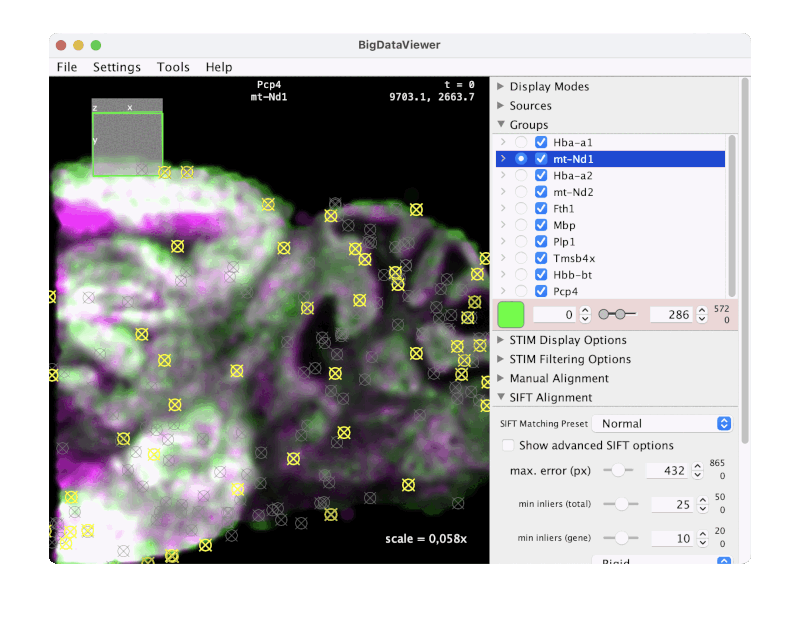 BigDataViewer
File Settings Tools Help
Pcp4
mt-Nd1
t = 0
9703.1, 2663.7
z x
y
scale = 0,058x
Display Modes
Sources
Groups
Hba-a1
mt-Nd1
Hba-a2
mt-Nd2
Fth1
Mbp
Plp1
Tmsb4x
Hbb-bt
Pcp4
0 286 572
0
STIM Display Options
STIM Filtering Options
Manual Alignment
SIFT Alignment
SIFT Matching Preset Normal
Show advanced SIFT options
max. error (px) 432 865
0
min inliers (total) 25 50
0
min inliers (gene) 10 20
0
Rigid